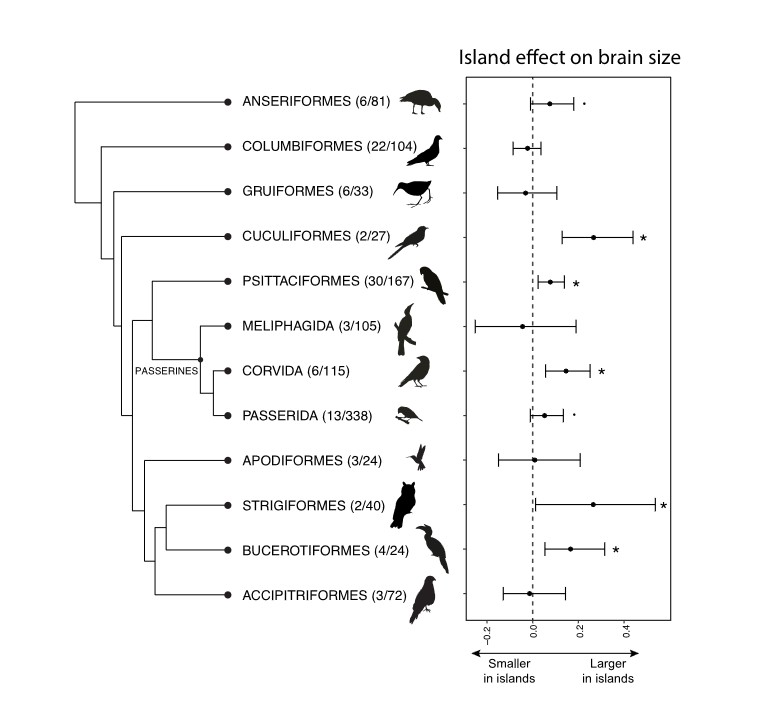 Island effect on brain size
ANSERIFORMES (6/81)
.
COLUMBIFORMES (22/104)
GRUIFORMES (6/33)
CUCULIFORMES (2/27)
*
PSITTACIFORMES (30/167)
*
MELIPHAGIDA (3/105)
PASSERINES
CORVIDA (6/115)
*
PASSERIDA (13/338)
.
APODIFORMES (3/24)
STRIGIFORMES (2/40)
*
BUCEROTIFORMES (4/24)
*
ACCIPITRIFORMES (3/72)
−0.2
0.0
0.2
0.4
Smaller
in islands
Larger
in islands